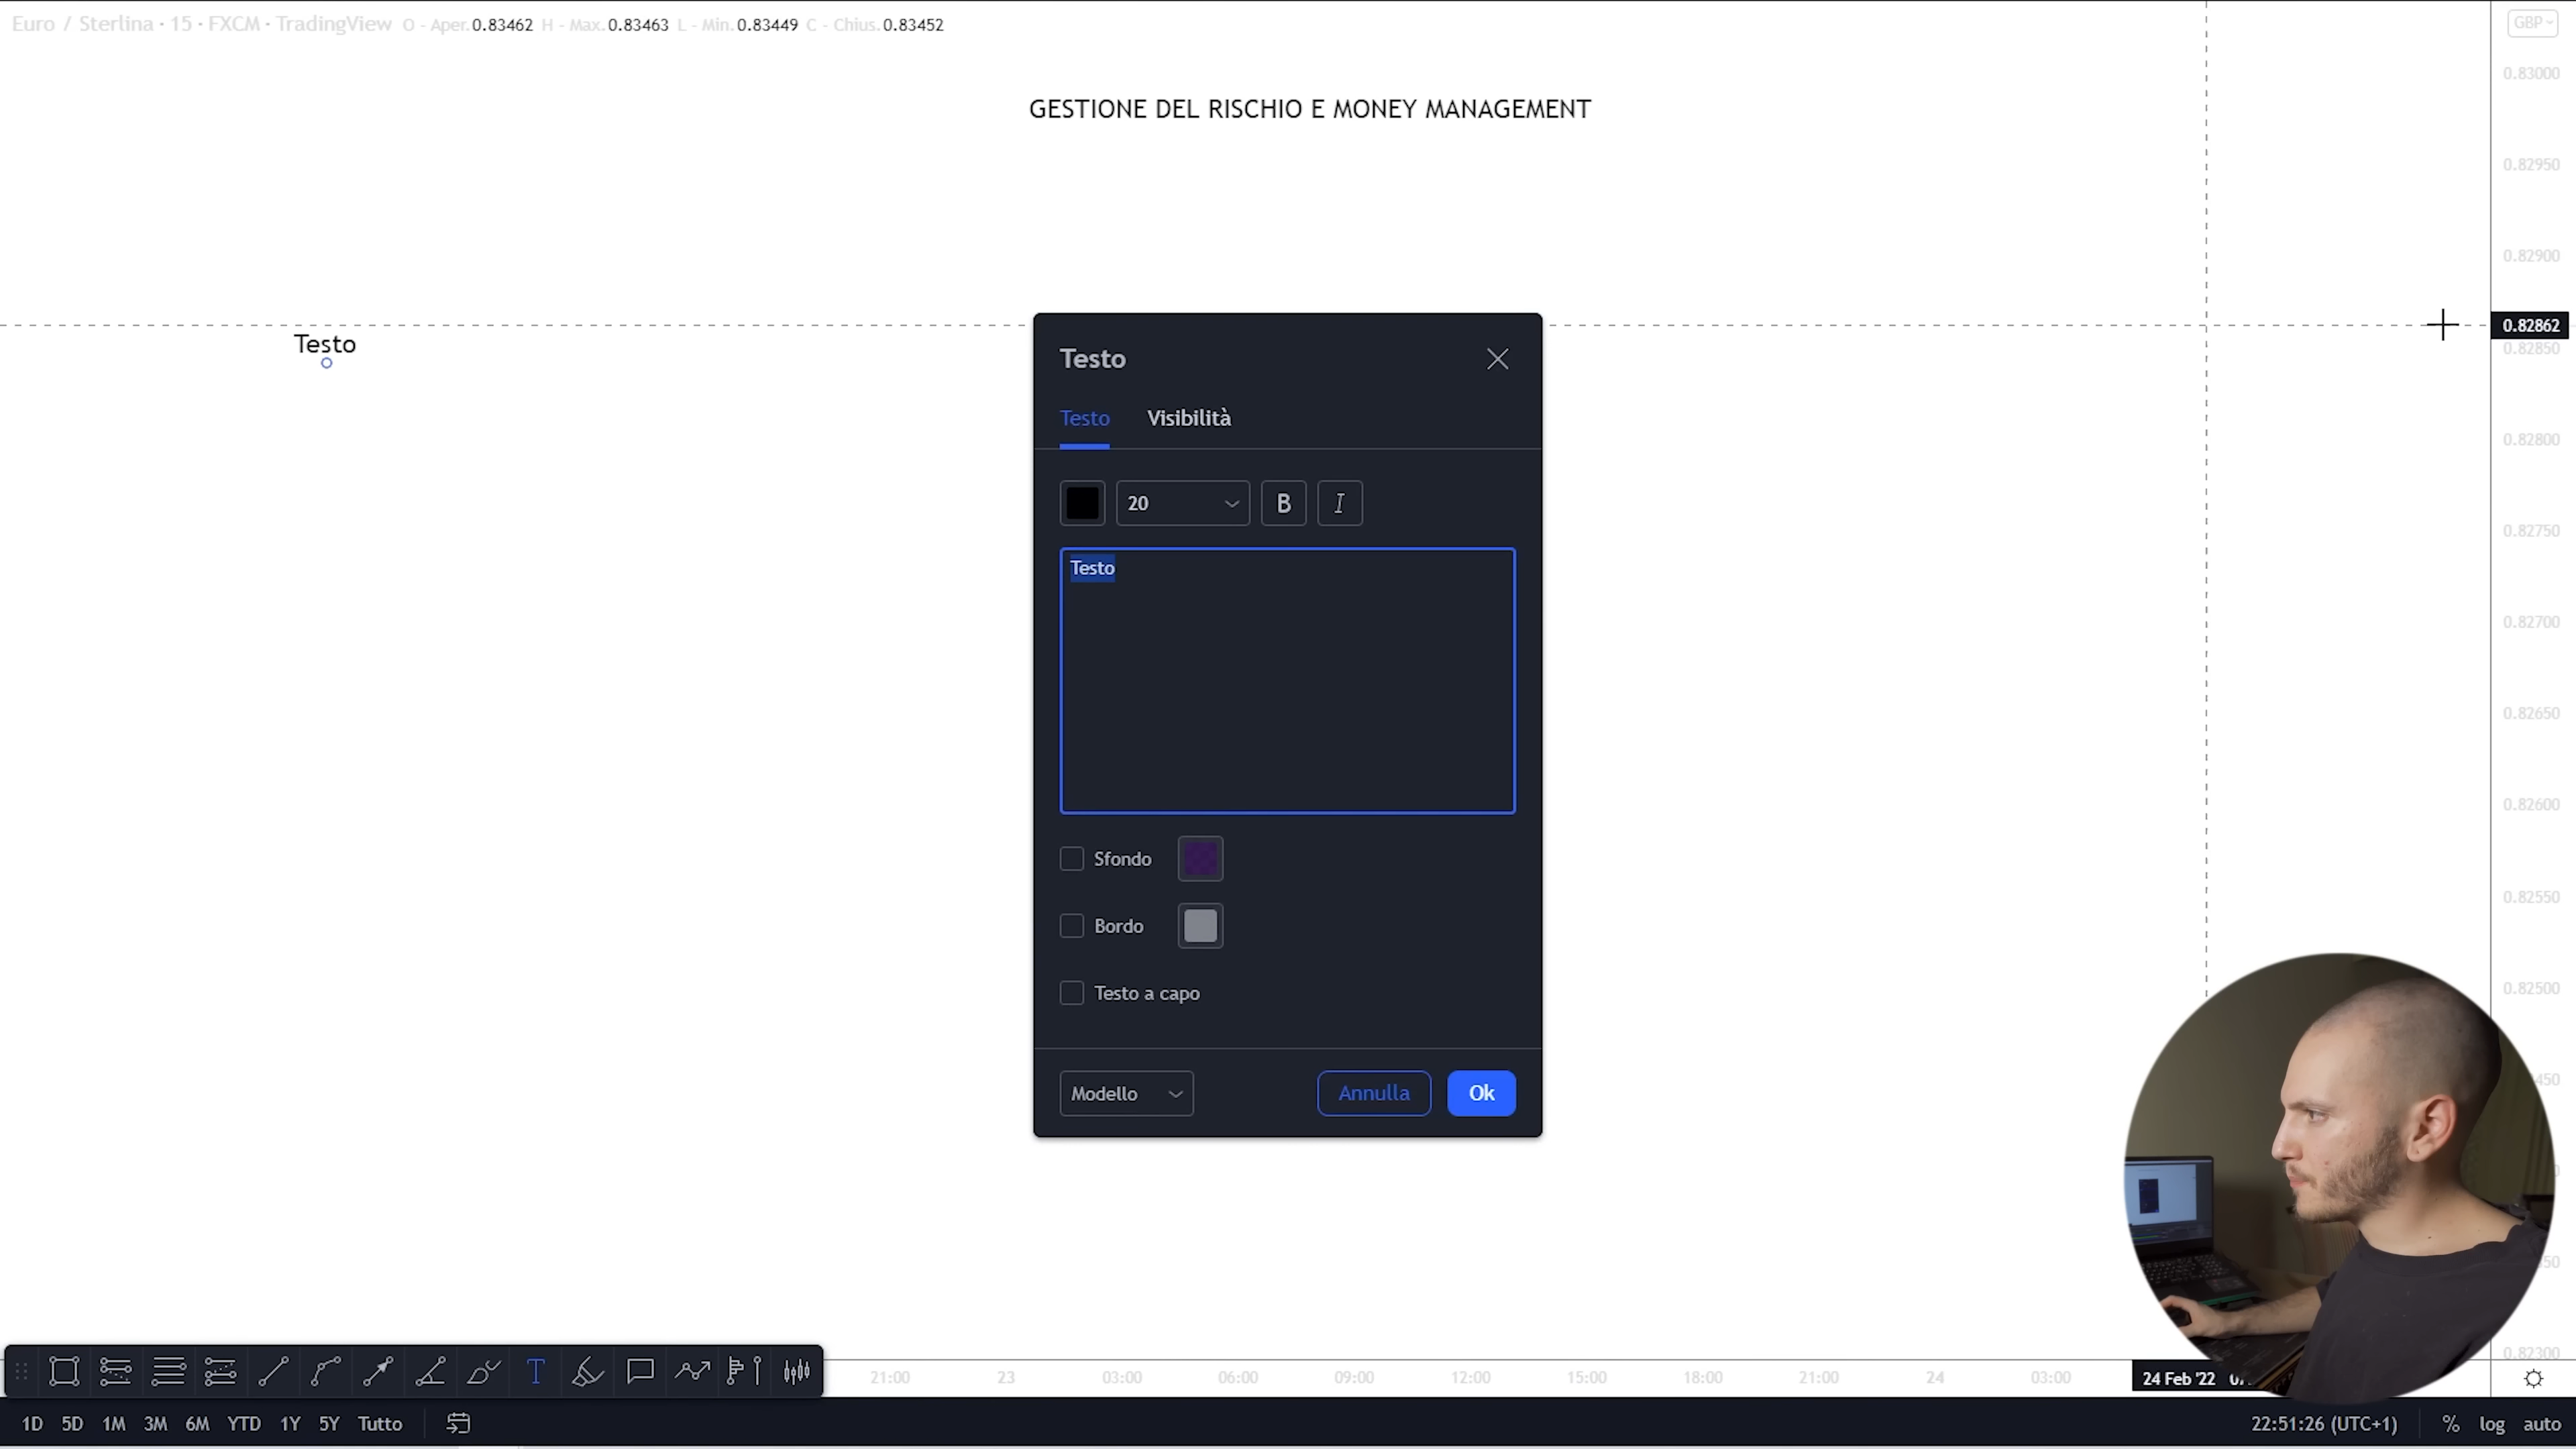 Euro / Sterlina · 15 · FXCM · TradingView O - Aper.0.83462 H - Max.0.83463 L - Min.0.83449 C - Chius.0.83452
GBP
0.83000
GESTIONE DEL RISCHIO E MONEY MANAGEMENT
0.82950
0.82900
0.82862
Testo
0.82850
Testo
Testo Visibilità
0.82800
20 B I
0.82750
Testo
0.82700
0.82650
0.82600
Sfondo
0.82550
Bordo
0.82500
Testo a capo
Modello Annulla Ok
0.82300
T
21:00 23 03:00 06:00 09:00 12:00 15:00 18:00 21:00 24 03:00 24 Feb '22
1D 5D 1M 3M 6M YTD 1Y 5Y Tutto 22:51:26 (UTC+1) % log auto